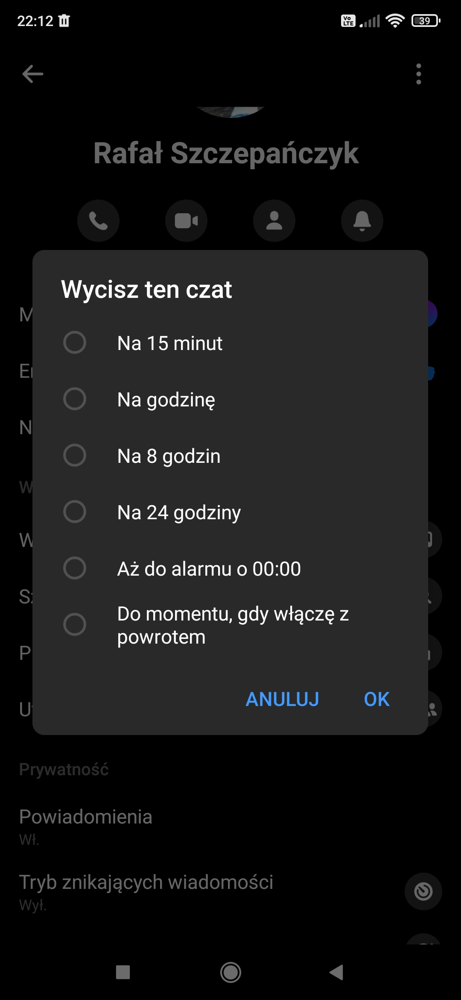 22:12
Vo
LTE
39
Rafał Szczepańczyk
Wycisz ten czat
Na 15 minut
Na godzinę
Na 8 godzin
Na 24 godziny
Aż do alarmu o 00:00
Do momentu, gdy włączę z
powrotem
ANULUJ OK
Prywatność
Powiadomienia
Wł.
Tryb znikających wiadomości
Wył.